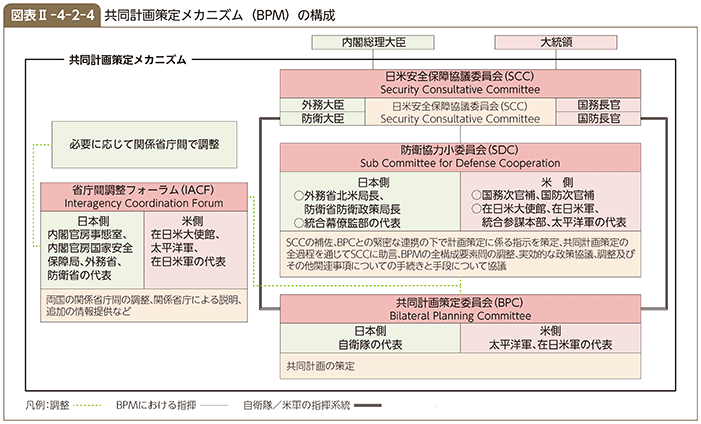 図表Ⅱ-4-2-4 共同計画策定メカニズム（BPM）の構成
内閣総理大臣
大統領
共同計画策定メカニズム
日米安全保障協議委員会(SCC)
Security Consultative Committee
外務大臣
防衛大臣
日米安全保障協議委員会(SCC)
Security Consultative Committee
国務長官
国防長官
必要に応じて関係省庁間で調整
防衛協力小委員会(SDC)
Sub Committee for Defense Cooperation
日本側
○外務省北米局長、
防衛省防衛政策局長
○統合幕僚監部の代表
米　側
○国務次官補、国防次官補
○在日米大使館、在日米軍、
統合参謀本部、太平洋軍の代表
SCCの補佐、BPCとの緊密な連携の下で計画策定に係る指示を策定、共同計画策定の
全過程を通じてSCCに助言、BPMの全構成要素間の調整、実効的な政策協議、調整及び
その他関連事項についての手続きと手段について協議
省庁間調整フォーラム(IACF)
Interagency Coordination Forum
日本側
内閣官房事態室、
内閣官房国家安全
保障局、外務省、
防衛省の代表
米側
在日米大使館、
太平洋軍、
在日米軍の代表
両国の関係省庁間の調整、関係省庁による説明、
追加の情報提供など
共同計画策定委員会(BPC)
Bilateral Planning Committee
日本側
自衛隊の代表
米側
太平洋軍、在日米軍の代表
共同計画の策定
凡例：調整
BPMにおける指揮
自衛隊／米軍の指揮系統